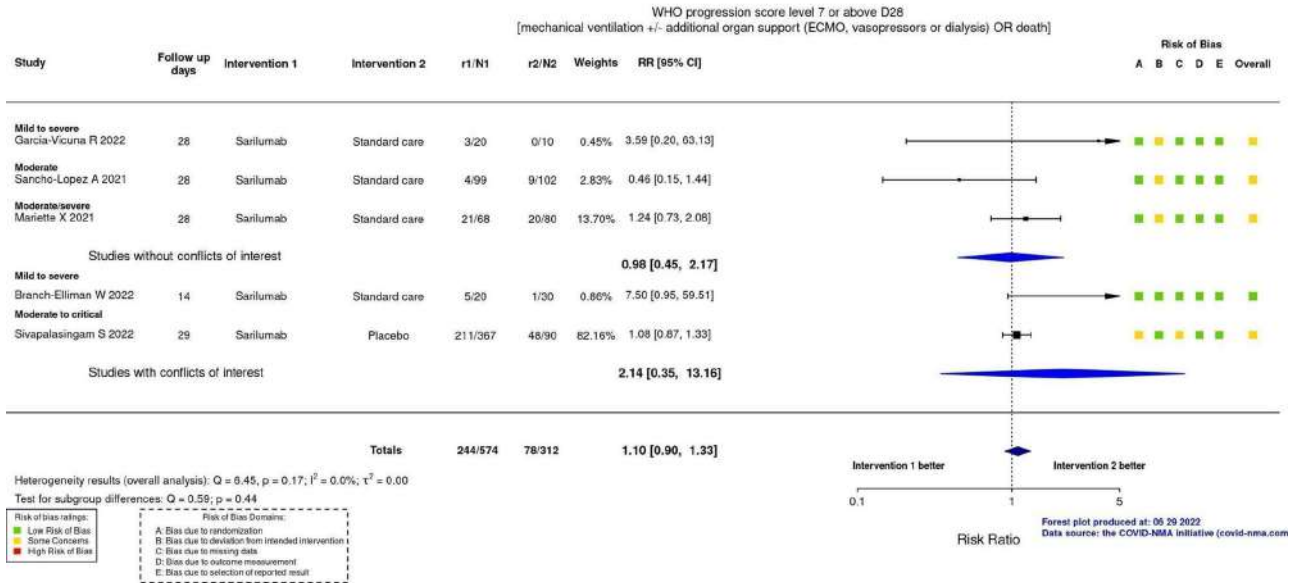 WHO progression score level 7 or above D28
[mechanical ventilation +/- additional organ support (ECMO, vasopressors or dialysis) OR death]
Risk of Bias
Study Follow up days Intervention 1 Intervention 2 r1/N1 r2/N2 Weights RR [95% CI] A B C D E Overall
Mild to severe
Garcia-Vicuna R 2022 28 Sarilumab Standard care 3/20 0/10 0.45% 3.59 [0.20, 63.13]
Moderate
Sancho-Lopez A 2021 28 Sarilumab Standard care 4/99 9/102 2.83% 0.46 [0.15, 1.44]
Moderate/severe
Mariette X 2021 28 Sarilumab Standard care 21/68 20/80 13.70% 1.24 [0.73, 2.08]
Studies without conflicts of interest 0.98 [0.45, 2.17]
Mild to severe
Branch-Elliman W 2022 14 Sarilumab Standard care 5/20 1/30 0.86% 7.50 [0.95, 59.51]
Moderate to critical
Sivapalasingam S 2022 29 Sarilumab Placebo 211/367 48/90 82.16% 1.08 [0.87, 1.33]
Studies with conflicts of interest 2.14 [0.35, 13.16]
Totals 244/574 78/312 1.10 [0.90, 1.33]
Intervention 1 better Intervention 2 better
Heterogeneity results (overall analysis): Q = 6.45, p = 0.17; I² = 0.0%; τ² = 0.00
Test for subgroup differences: Q = 0.59; p = 0.44
0.1 1 5
Risk Ratio
Risk of bias ratings:
Low Risk of Bias
Some Concerns
High Risk of Bias
Risk of Bias Domains:
A: Bias due to randomization
B: Bias due to deviation from intended intervention
C: Bias due to missing data
D: Bias due to outcome measurement
E: Bias due to selection of reported result
Forest plot produced at: 06 29 2022
Data source: the COVID-NMA initiative (covid-nma.com